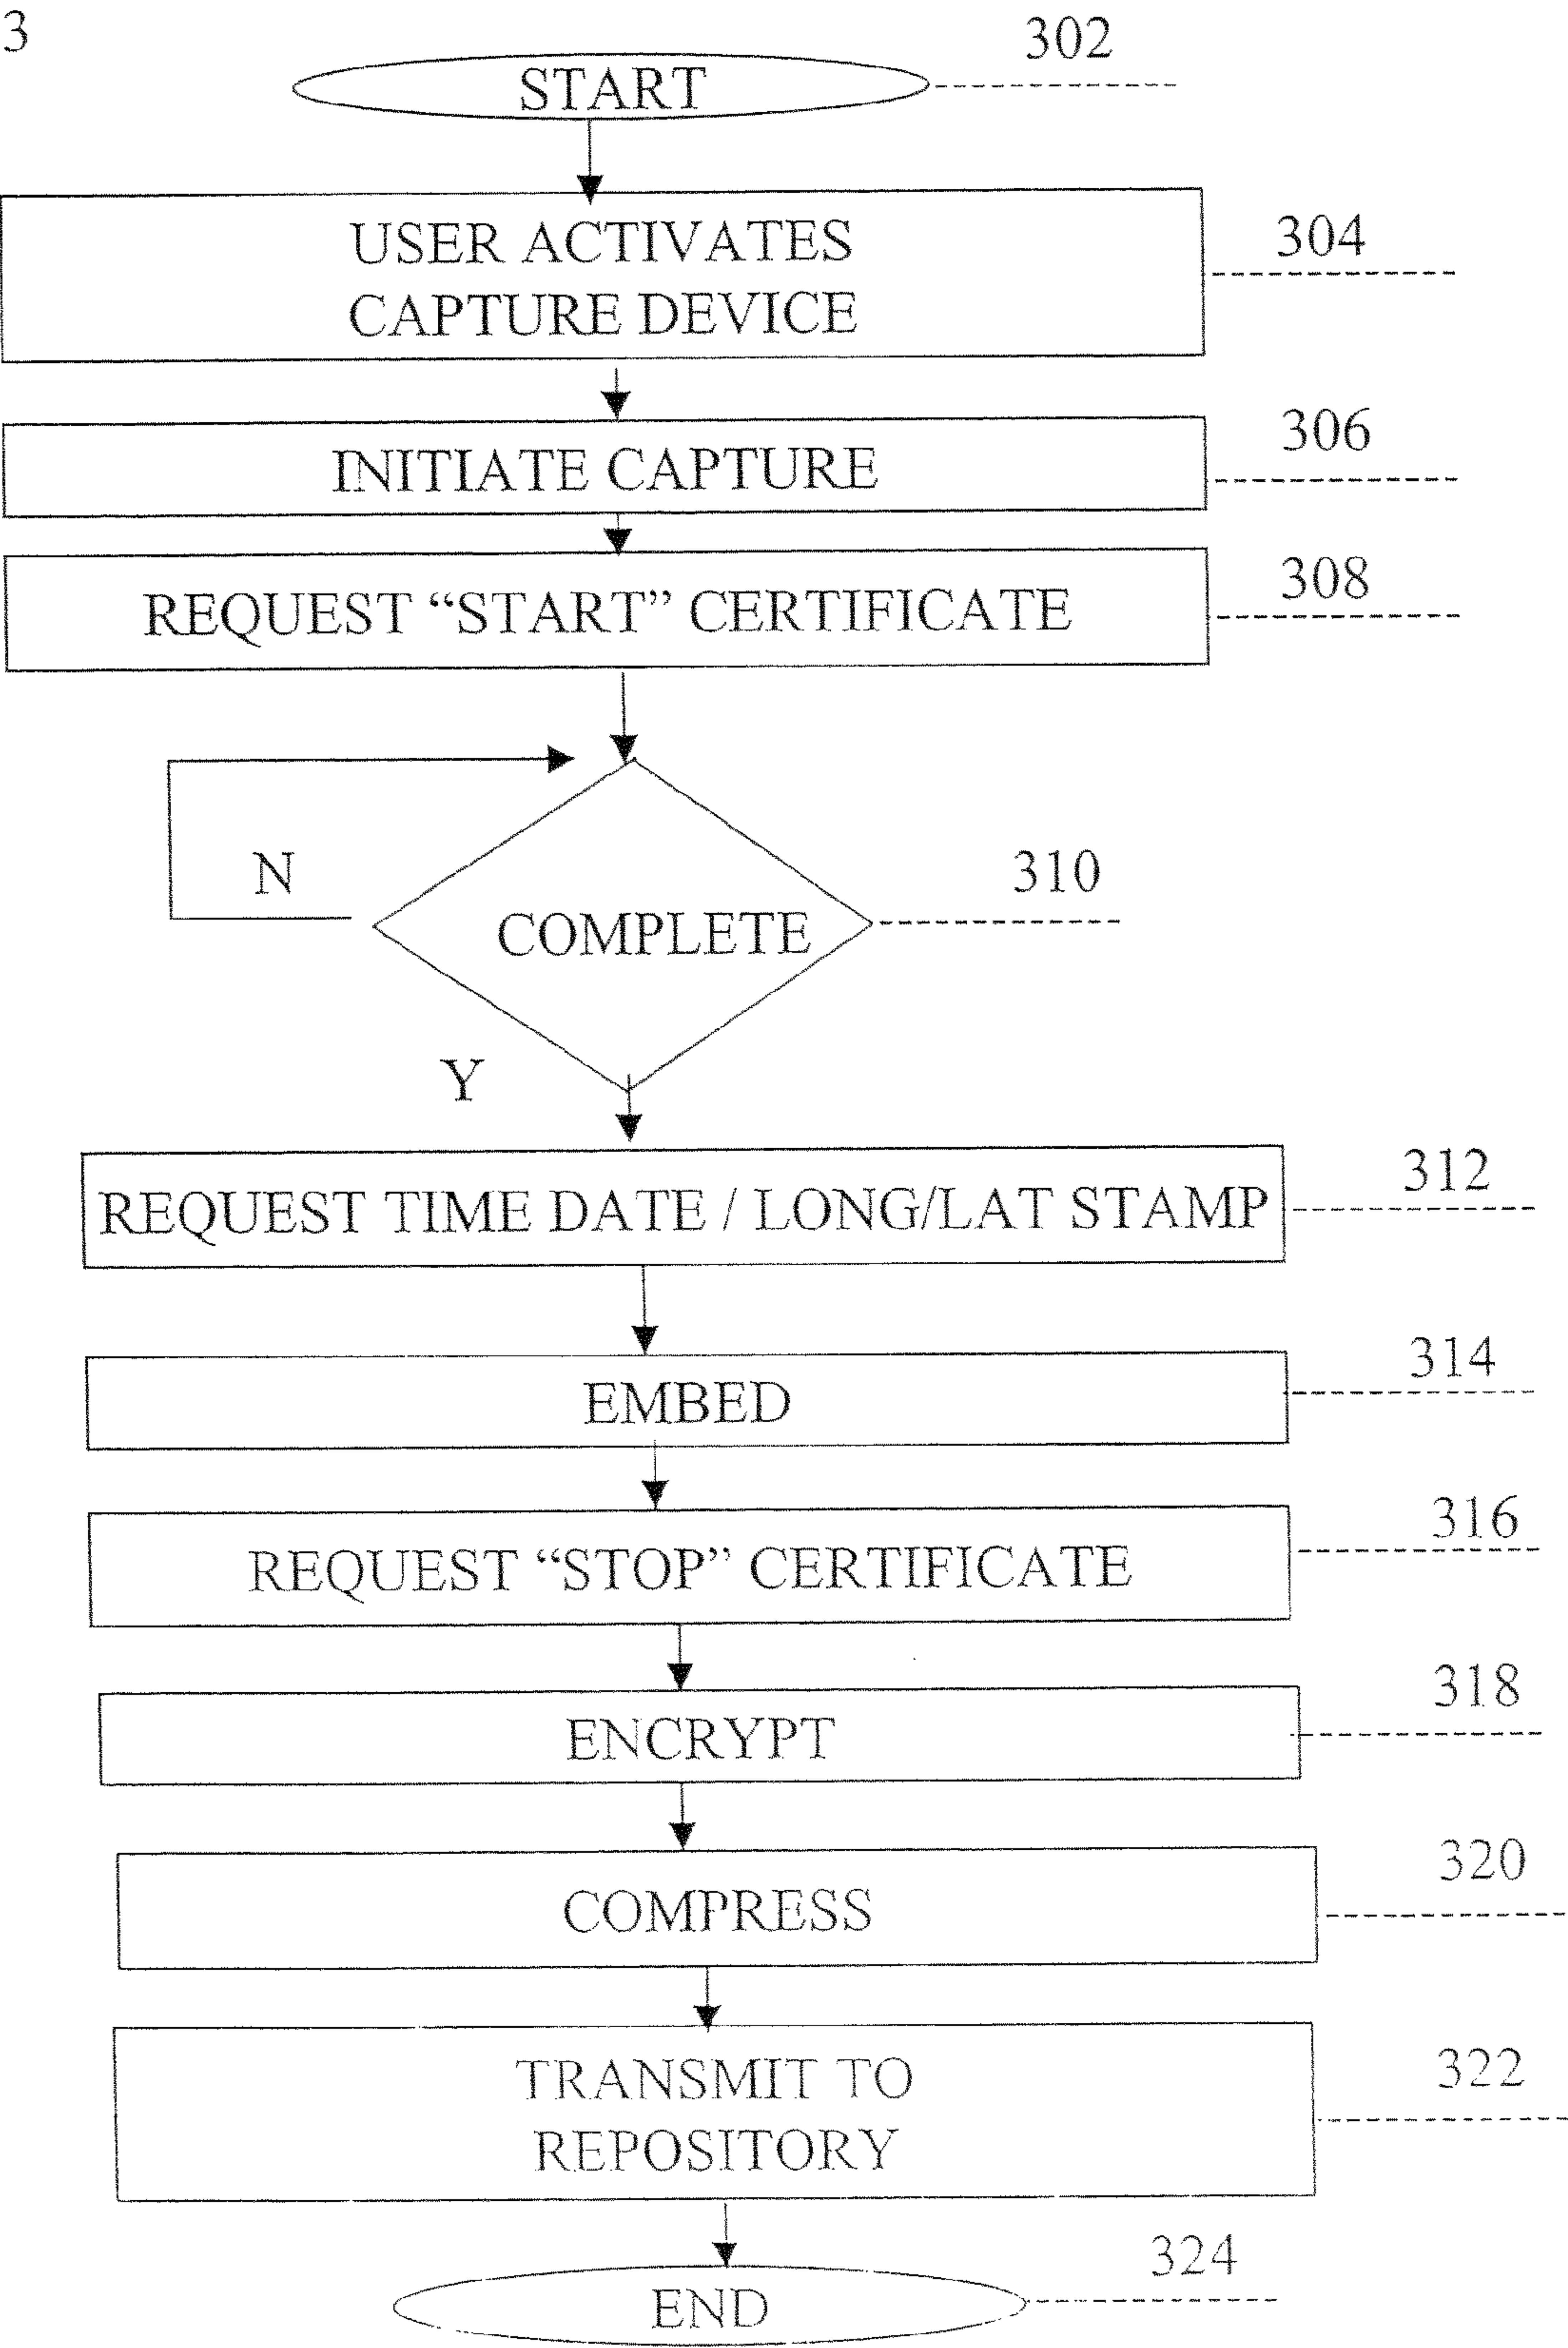 3
302
START
USER ACTIVATES
CAPTURE DEVICE
304
INITIATE CAPTURE
306
REQUEST “START” CERTIFICATE
308
N
COMPLETE
310
Y
REQUEST TIME DATE / LONG/LAT STAMP
312
EMBED
314
REQUEST “STOP” CERTIFICATE
316
ENCRYPT
318
COMPRESS
320
TRANSMIT TO
REPOSITORY
322
END
324